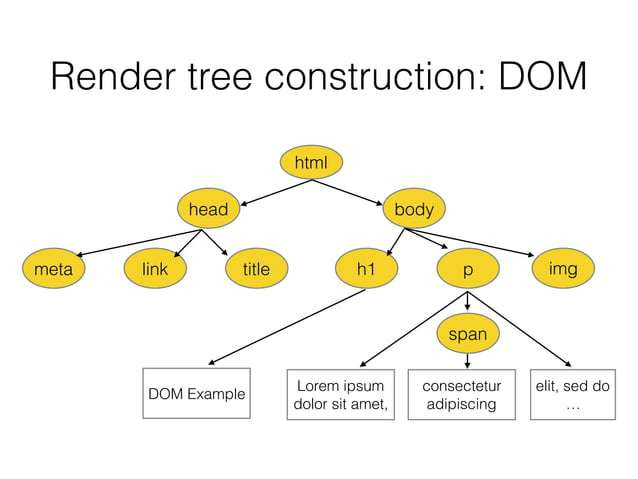 Render tree construction: DOM
html
head
body
meta
link
title
h1
p
img
span
DOM Example
Lorem ipsum
dolor sit amet,
consectetur
adipiscing
elit, sed do
…